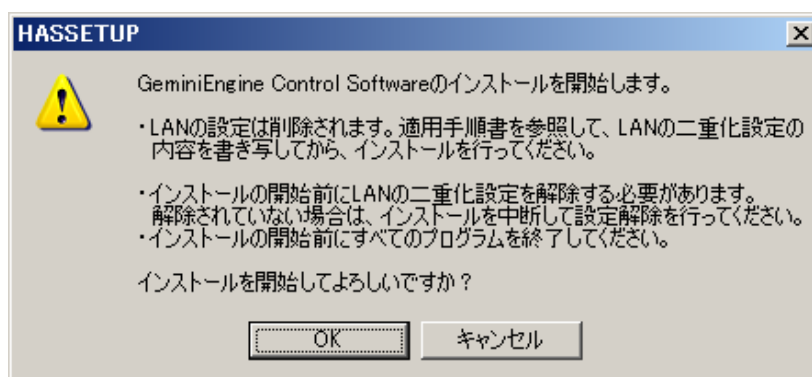 HASSETUP
GeminiEngine Control Softwareのインストールを開始します。
・LANの設定は削除されます。適用手順書を参照して、LANの二重化設定の
内容を書き写してから、インストールを行ってください。
・インストールの開始前にLANの二重化設定を解除する必要があります。
解除されていない場合は、インストールを中断して設定解除を行ってください。
・インストールの開始前にすべてのプログラムを終了してください。
インストールを開始してよろしいですか？
OK
キャンセル